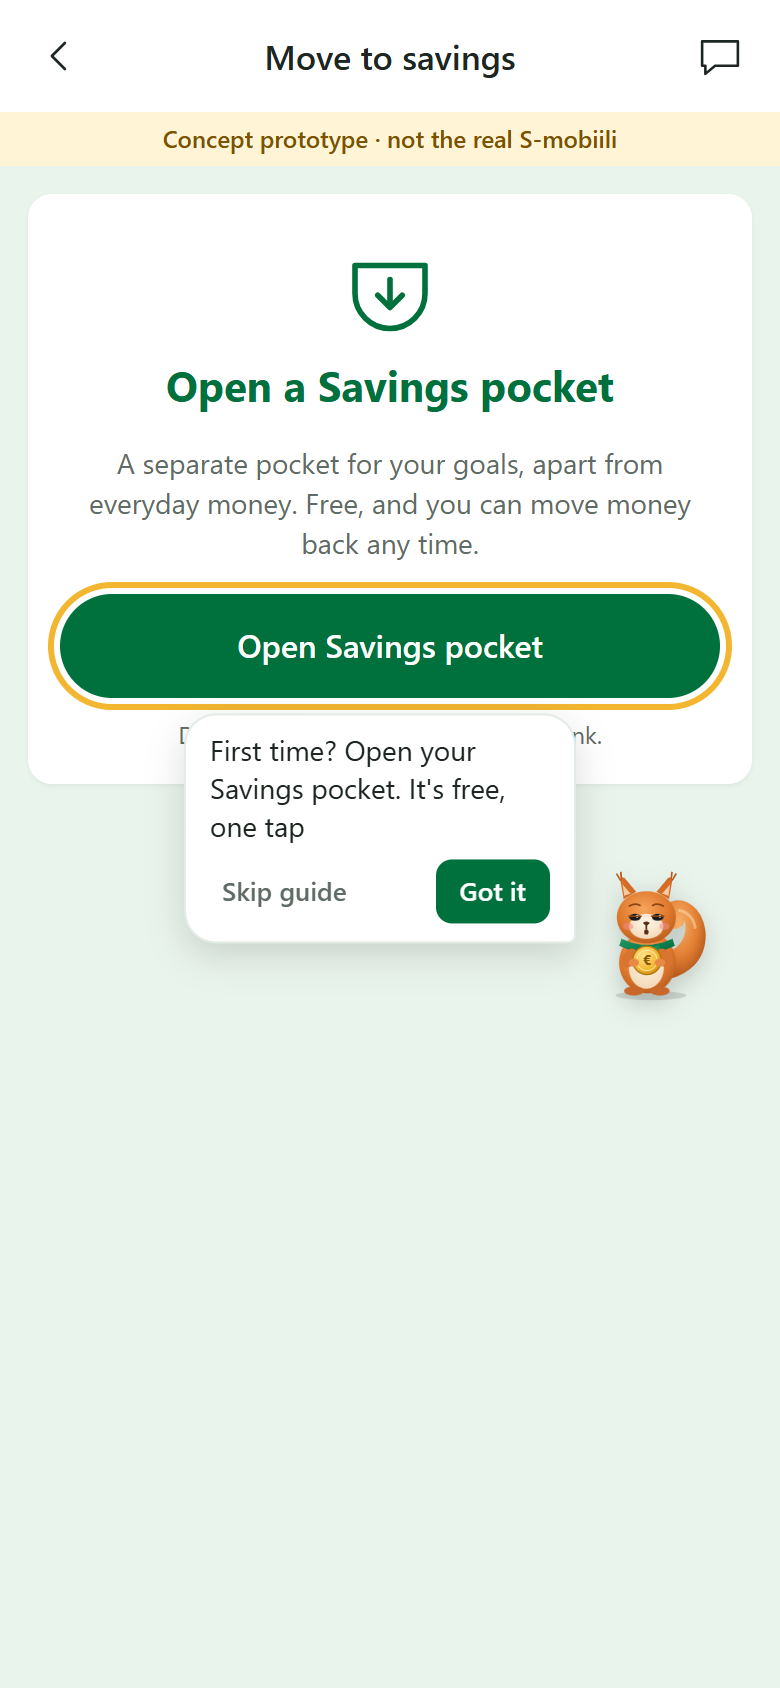 Move to savings
Concept prototype · not the real S-mobiili
Open a Savings pocket
A separate pocket for your goals, apart from
everyday money. Free, and you can move money
back any time.
Open Savings pocket
First time? Open your
Savings pocket. It's free,
one tap
Skip guide
Got it
€